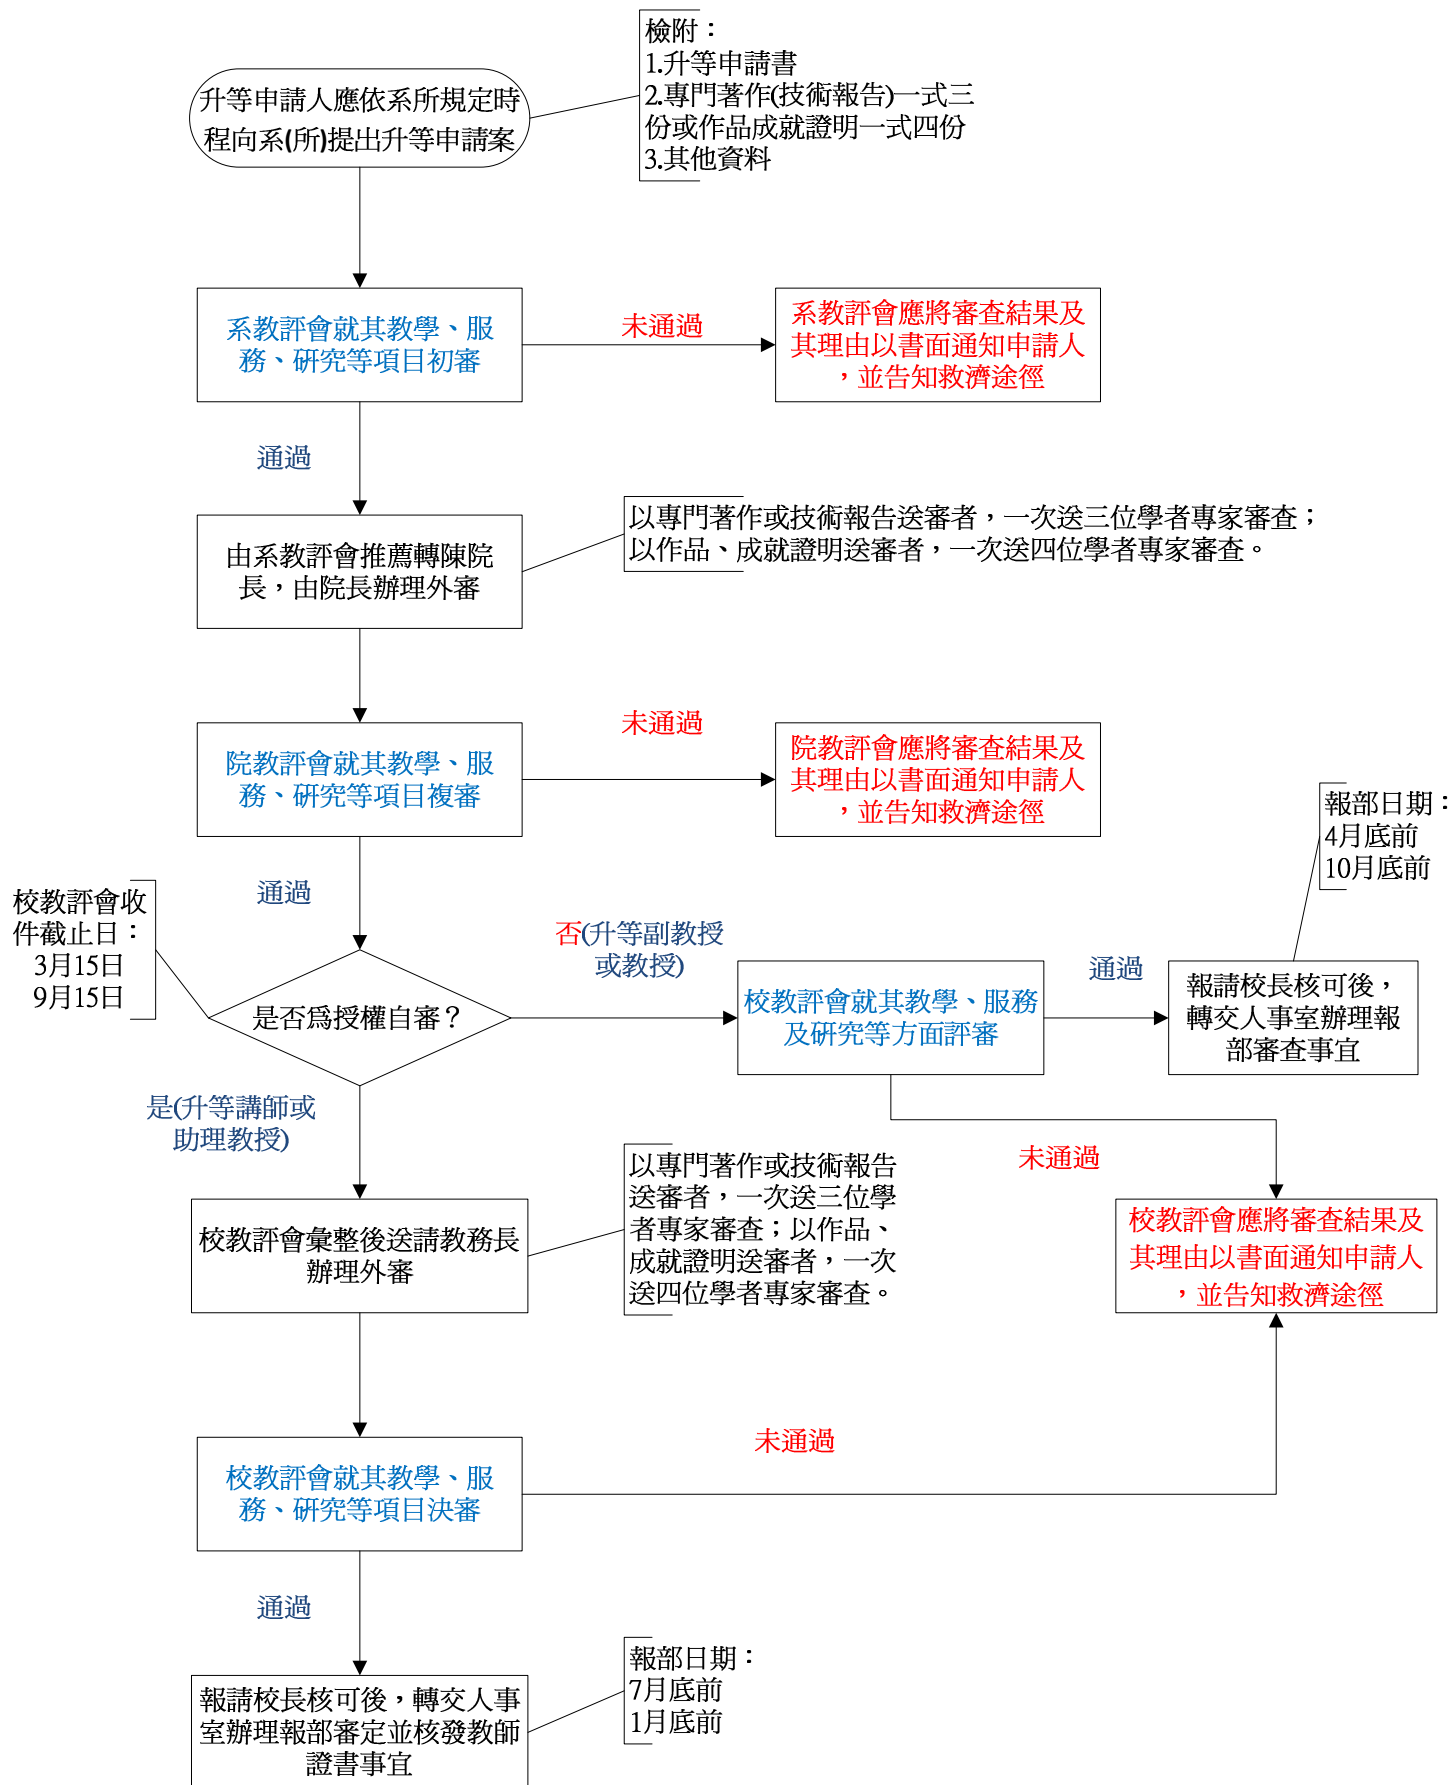 檢附：
1.升等申請書
2.專門著作(技術報告)一式三
份或作品成就證明一式四份
3.其他資料
升等申請人應依系所規定時
程向系(所)提出升等申請案
系教評會就其教學、服
務、研究等項目初審
未通過
系教評會應將審查結果及
其理由以書面通知申請人
，並告知救濟途徑
通過
以專門著作或技術報告送審者，一次送三位學者專家審查；
以作品、成就證明送審者，一次送四位學者專家審查。
由系教評會推薦轉陳院
長，由院長辦理外審
院教評會就其教學、服
務、研究等項目複審
未通過
院教評會應將審查結果及
其理由以書面通知申請人
，並告知救濟途徑
報部日期：
4月底前
10月底前
通過
校教評會收
件截止日：
3月15日
9月15日
是否為授權自審？
否(升等副教授
或教授)
校教評會就其教學、服務
及研究等方面評審
通過
報請校長核可後，
轉交人事室辦理報
部審查事宜
是(升等講師或
助理教授)
未通過
校教評會彙整後送請教務長
辦理外審
以專門著作或技術報告
送審者，一次送三位學
者專家審查；以作品、
成就證明送審者，一次
送四位學者專家審查。
校教評會應將審查結果及
其理由以書面通知申請人
，並告知救濟途徑
校教評會就其教學、服
務、研究等項目決審
未通過
通過
報請校長核可後，轉交人事
室辦理報部審定並核發教師
證書事宜
報部日期：
7月底前
1月底前